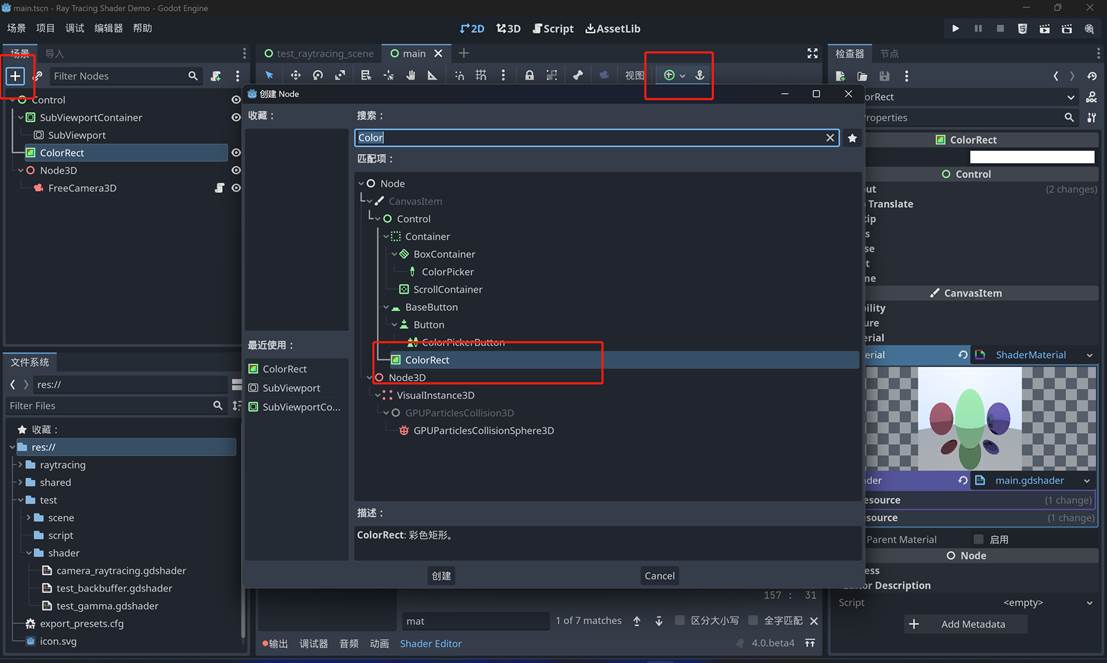 main.tscn - Ray Tracing Shader Demo - Godot Engine
场景 项目 调试 编辑器 帮助
2D 3D Script AssetLib
场景 导入
Filter Nodes
Control
SubViewportContainer
SubViewport
ColorRect
Node3D
FreeCamera3D
test_raytracing_scene main
视图
创建 Node
收藏：
搜索：
Color
匹配项：
Node
CanvasItem
Control
Container
BoxContainer
ColorPicker
ScrollContainer
BaseButton
Button
ColorPickerButton
ColorRect
Node3D
VisualInstance3D
GPUParticlesCollision3D
GPUParticlesCollisionSphere3D
最近使用：
ColorRect
SubViewport
SubViewportCo...
描述：
ColorRect: 彩色矩形。
创建 Cancel
文件系统
res://
Filter Files
收藏：
res://
raytracing
shared
test
scene
script
shader
camera_raytracing.gdshader
test_backbuffer.gdshader
test_gamma.gdshader
export_presets.cfg
icon.svg
157 : 31
mat 1 of 7 matches 区分大小写 全字匹配
输出 调试器 音频 动画 Shader Editor 4.0.beta4
检查器 节点
orRect
roperties
ColorRect
Control
ut (2 changes)
Translate
ip
s
se
t
me
CanvasItem
ility
ure
erial
erial ShaderMaterial
der main.gdshader
esource (1 change)
source (1 change)
Parent Material 启用
Node
ess
tor Description
Script <empty>
Add Metadata